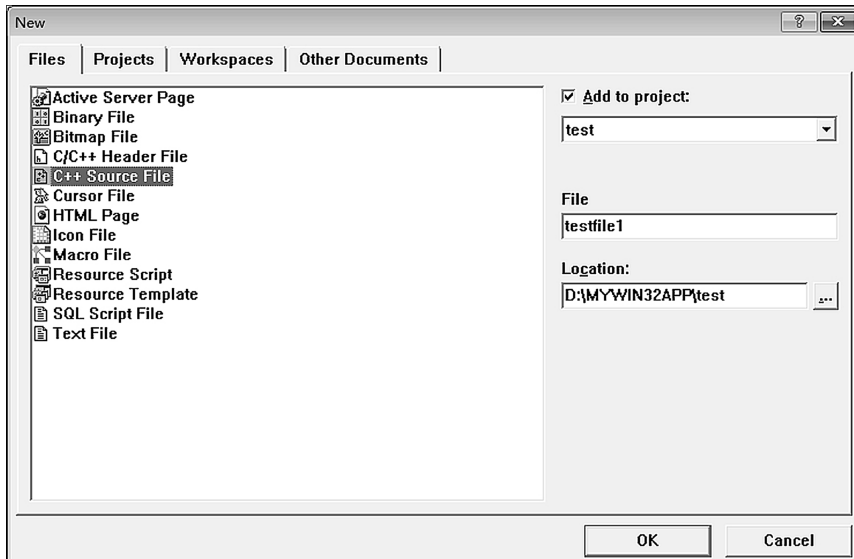 New
Files Projects Workspaces Other Documents
Active Server Page
Binary File
Bitmap File
C/C++ Header File
C++ Source File
Cursor File
HTML Page
Icon File
Macro File
Resource Script
Resource Template
SQL Script File
Text File
Add to project:
test
File
testfile1
Location:
D:\MYWIN32APP\test
...
OK Cancel